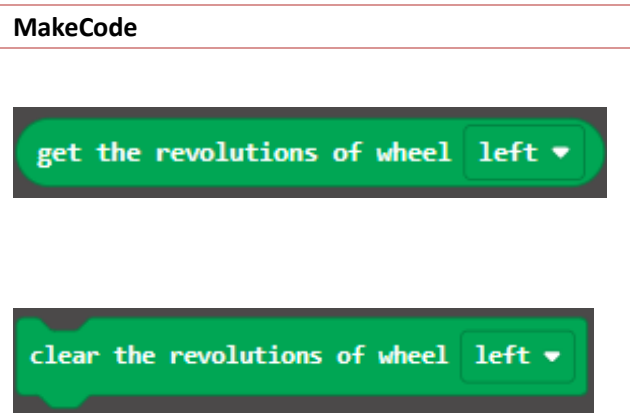 MakeCode
get the revolutions of wheel left
clear the revolutions of wheel left